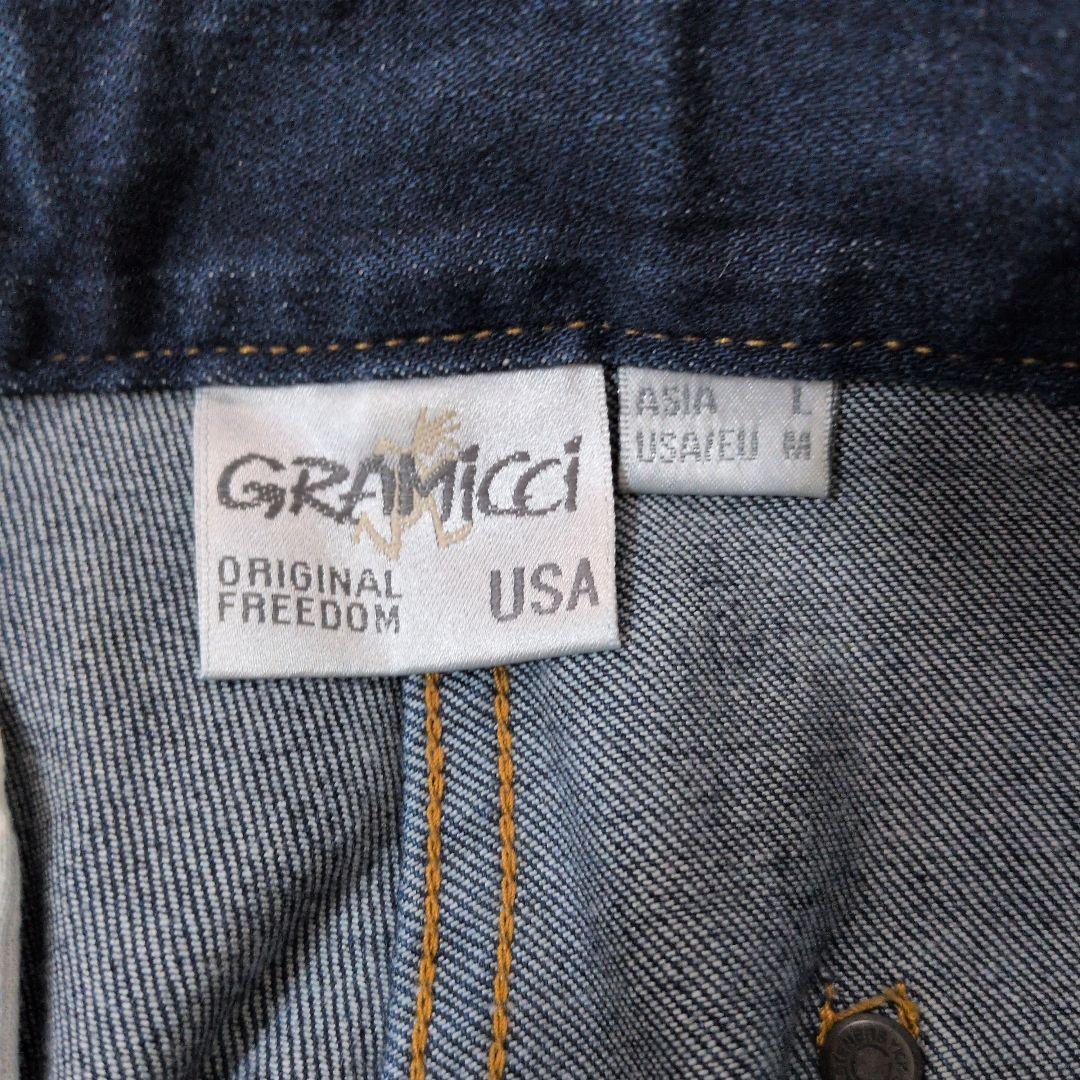 GRAMICCI
ORIGINAL
FREEDOM
USA
ASIA L
USA/EU M